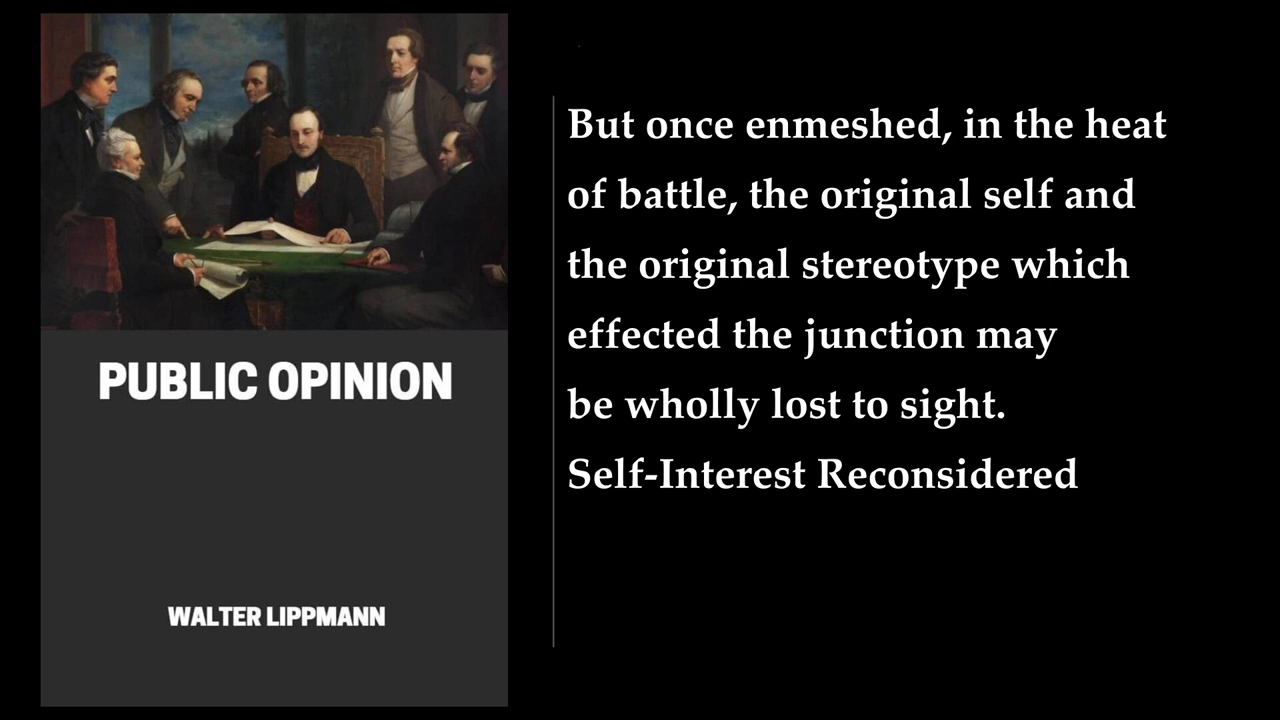 PUBLIC OPINION
WALTER LIPPMANN
But once enmeshed, in the heat
of battle, the original self and
the original stereotype which
effected the junction may
be wholly lost to sight.
Self-Interest Reconsidered